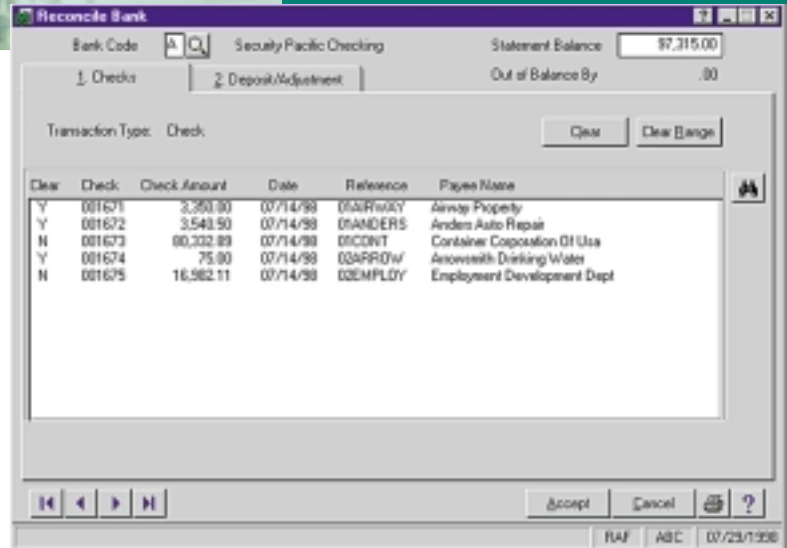 Reconcile Bank
Bank Code A Security Pacific Checking Statement Balance 97,315.00
1. Checks 2. Deposit/Adjustment Out of Balance By .00
Transaction Type: Check Clear Clear Range
Clear Check Check Amount Date Reference Payee Name
Y 001671 3,350.00 07/14/98 01AIRWAY Airway Property
Y 001672 3,540.50 07/14/98 01ANDERS Anders Auto Repair
N 001673 80,332.89 07/14/98 01CONT Container Corporation Of Usa
Y 001674 75.00 07/14/98 02ARROW Arrowsmith Drinking Water
N 001675 16,982.11 07/14/98 02EMPLOY Employment Development Dept
Accept Cancel ?
RAF ABC 07/29/1998